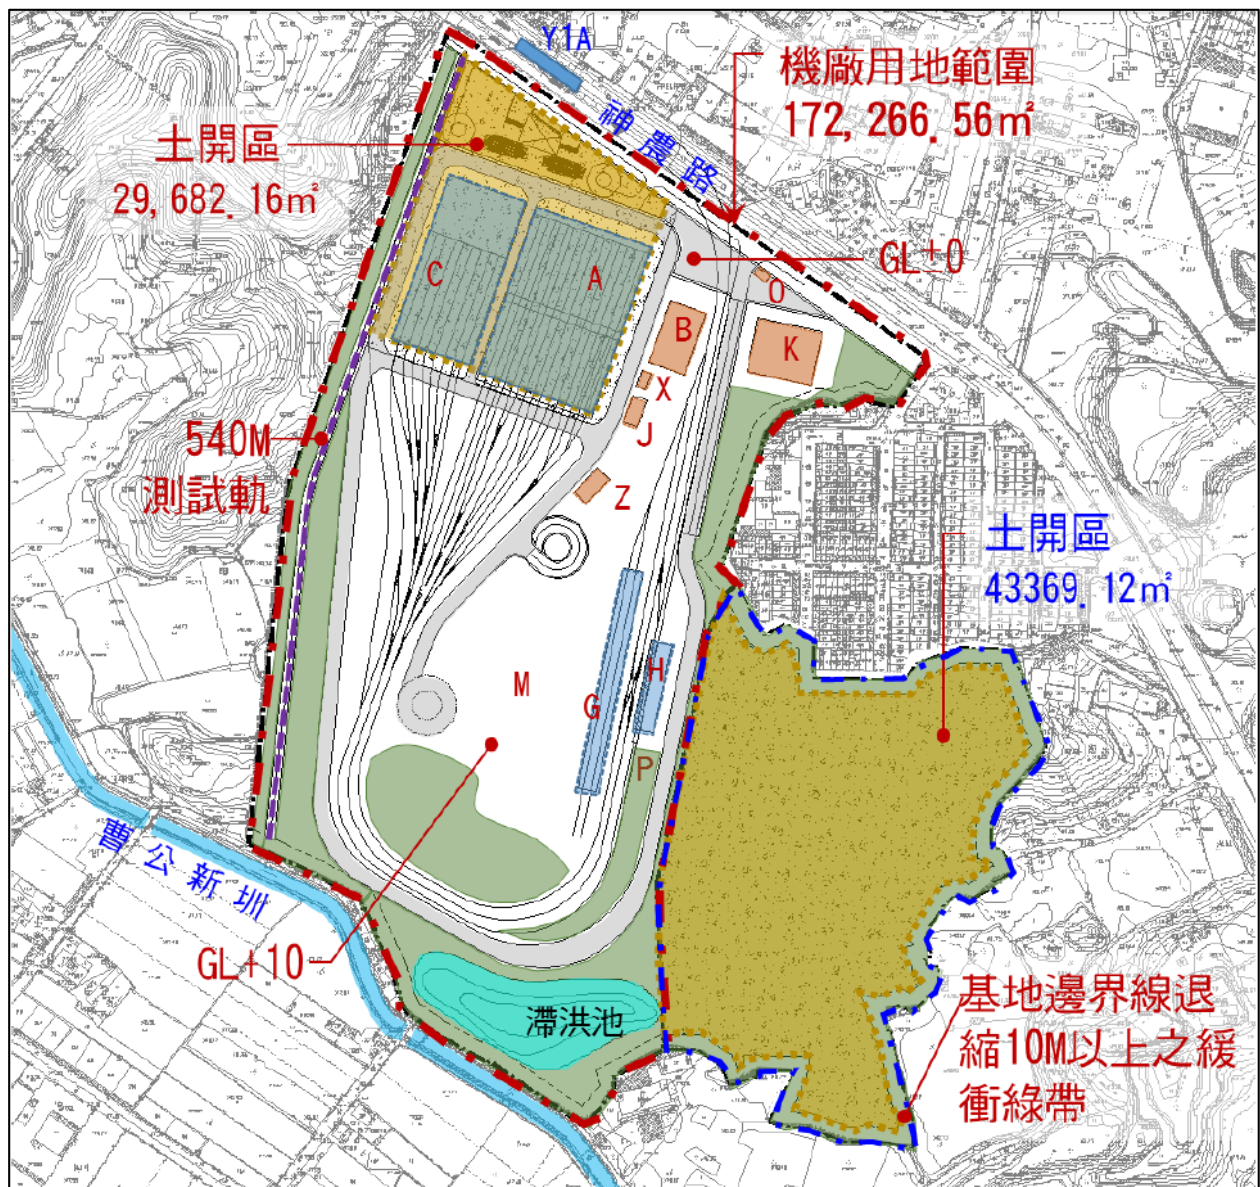 Y1A
神農路
機廠用地範圍
172,266.56㎡
土開區
29,682.16㎡
GL±0
C
A
O
B
K
X
J
540M
測試軌
Z
土開區
43369.12㎡
M
H
G
P
曹公新圳
GL+10
滯洪池
基地邊界線退
縮10M以上之緩
衝綠帶